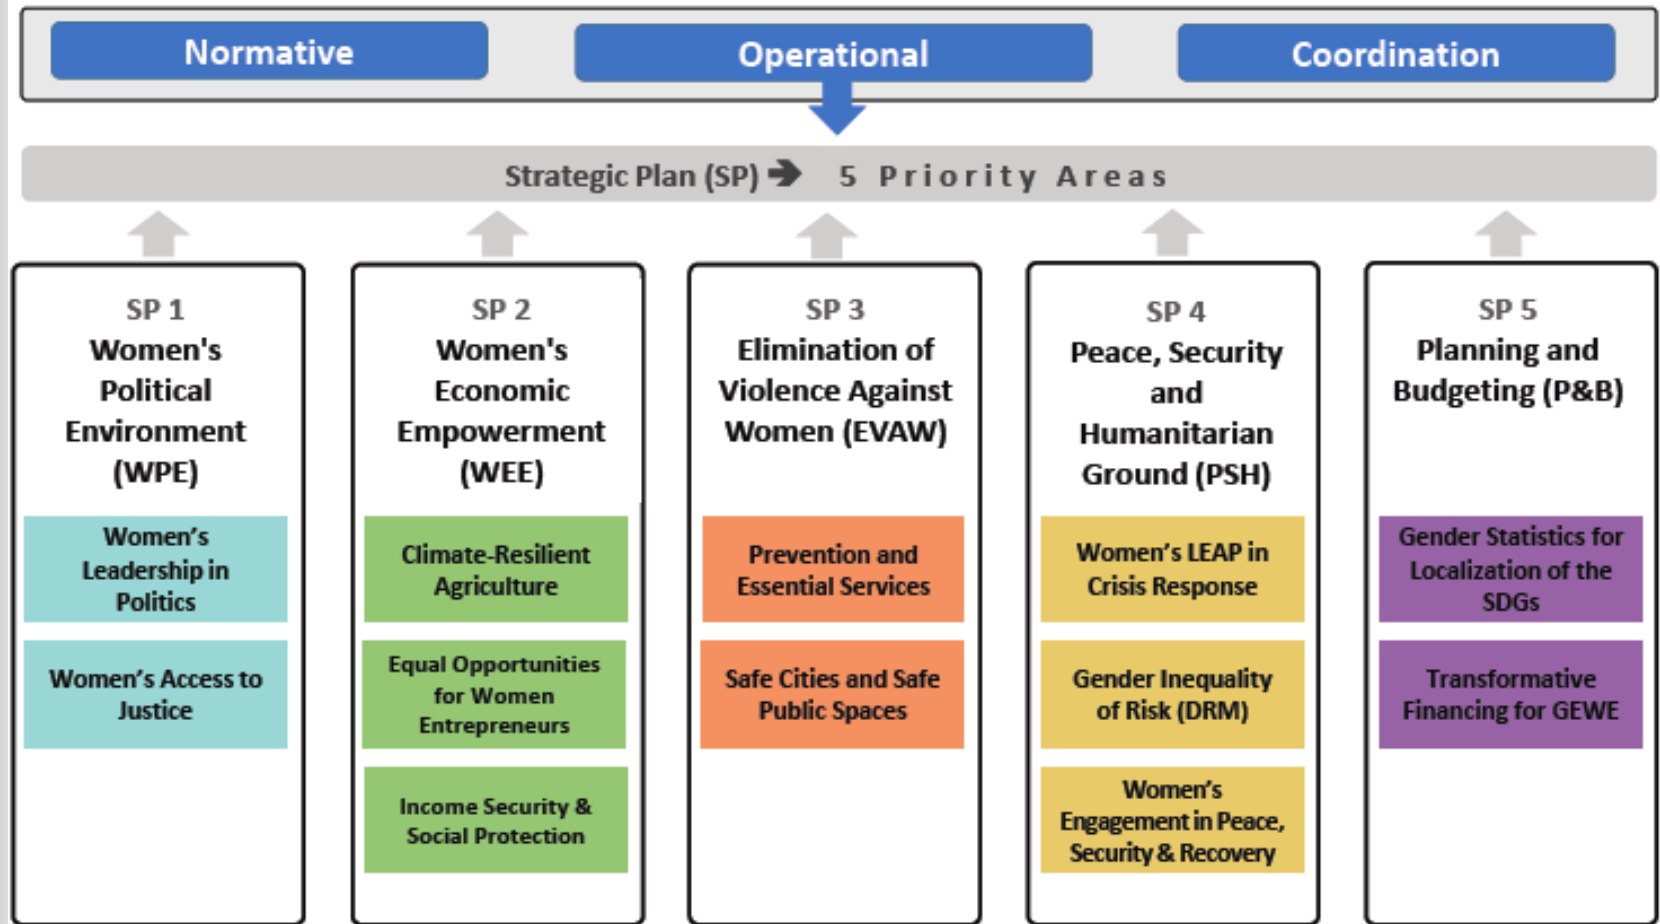 Normative
Operational
Coordination
Strategic Plan (SP) 🡺 5 Priority Areas
SP 1
Women's
Political
Environment
(WPE)
Women’s
Leadership in
Politics
Women’s Access to
Justice
SP 2
Women's
Economic
Empowerment
(WEE)
Climate-Resilient
Agriculture
Equal Opportunities
for Women
Entrepreneurs
Income Security &
Social Protection
SP 3
Elimination of
Violence Against
Women (EVAW)
Prevention and
Essential Services
Safe Cities and Safe
Public Spaces
SP 4
Peace, Security
and
Humanitarian
Ground (PSH)
Women’s LEAP in
Crisis Response
Gender Inequality
of Risk (DRM)
Women’s
Engagement in Peace,
Security & Recovery
SP 5
Planning and
Budgeting (P&B)
Gender Statistics for
Localization of the
SDGs
Transformative
Financing for GEWE